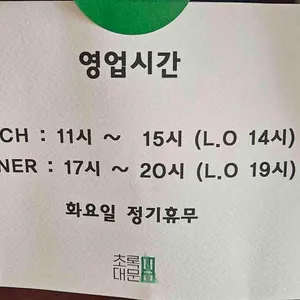 영업시간
CH : 11시 ~ 15시 (L.O 14시)
NER : 17시 ~ 20시 (L.O 19시)
화요일 정기휴무
초록
대문